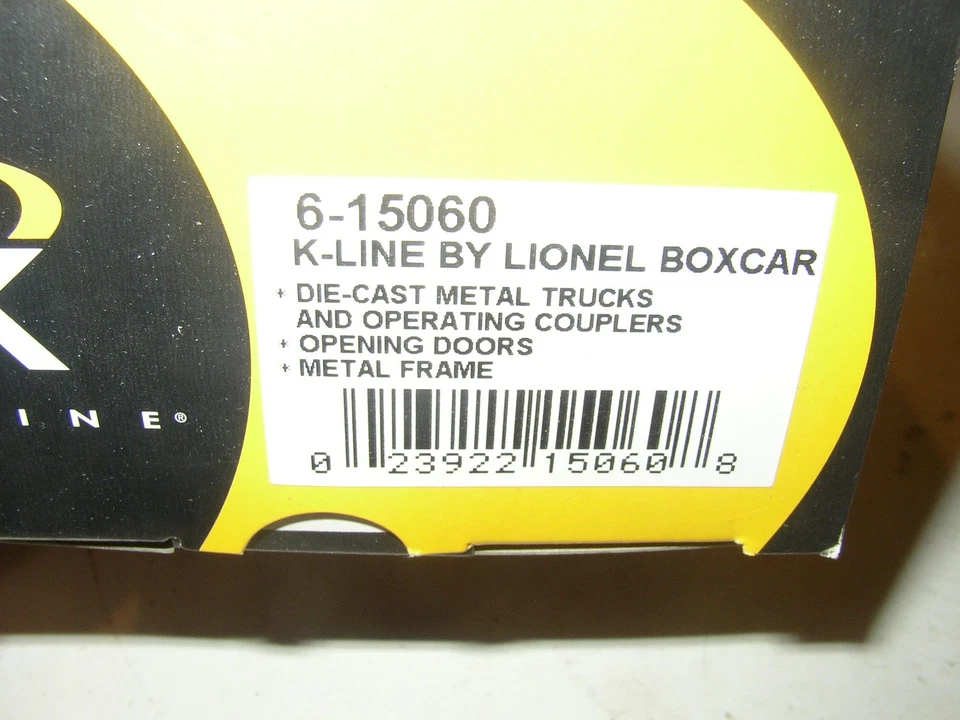 6-15060
K-LINE BY LIONEL BOXCAR
* DIE-CAST METAL TRUCKS
AND OPERATING COUPLERS
* OPENING DOORS
* METAL FRAME
0 23922 15060 8
K
INE®